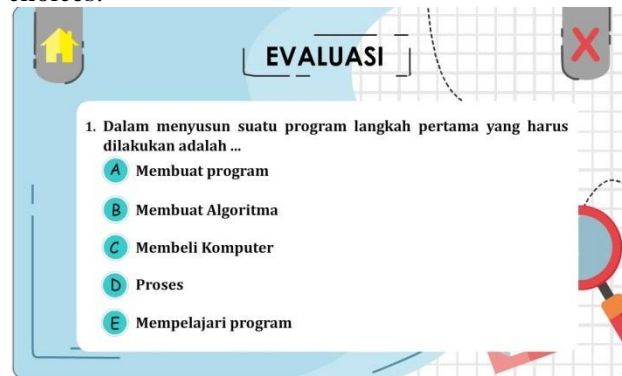 EVALUASI
1. Dalam menyusun suatu program langkah pertama yang harus
dilakukan adalah ...
A Membuat program
B Membuat Algoritma
C Membeli Komputer
D Proses
E Mempelajari program